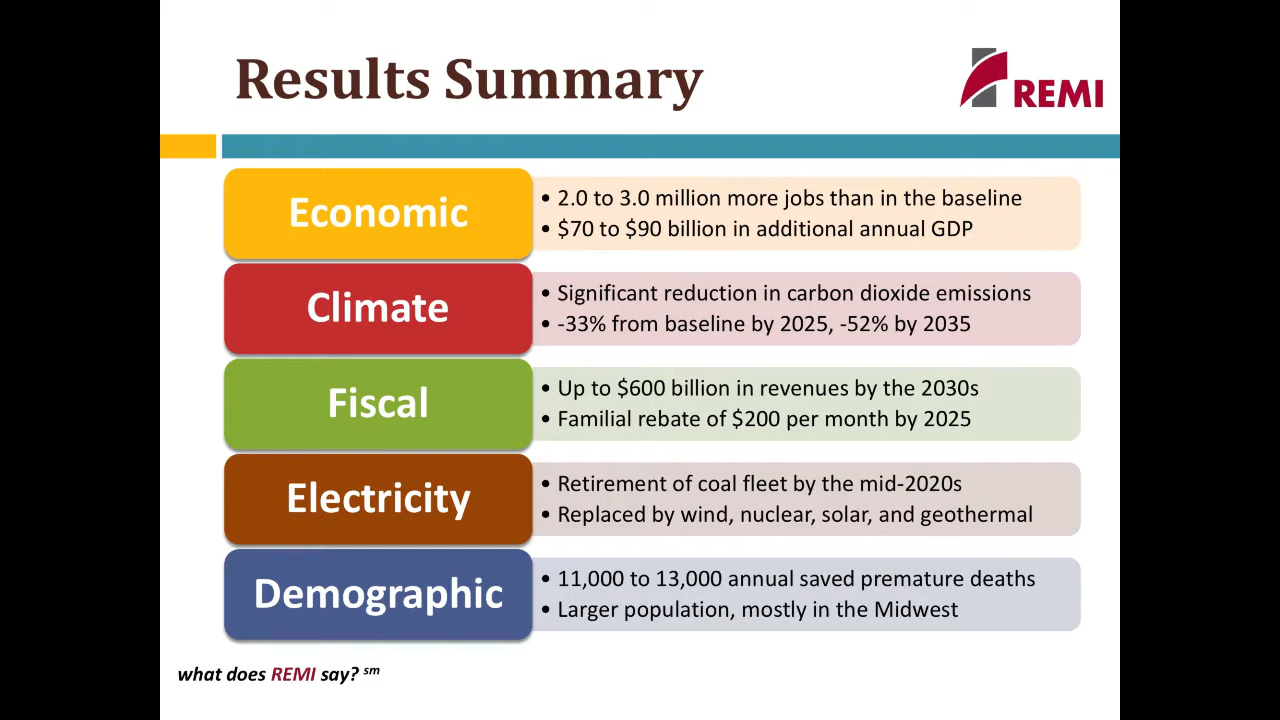 Results Summary
REMI
Economic
• 2.0 to 3.0 million more jobs than in the baseline
• $70 to $90 billion in additional annual GDP
Climate
• Significant reduction in carbon dioxide emissions
• -33% from baseline by 2025, -52% by 2035
Fiscal
• Up to $600 billion in revenues by the 2030s
• Familial rebate of $200 per month by 2025
Electricity
• Retirement of coal fleet by the mid-2020s
• Replaced by wind, nuclear, solar, and geothermal
Demographic
• 11,000 to 13,000 annual saved premature deaths
• Larger population, mostly in the Midwest
what does REMI say? sm